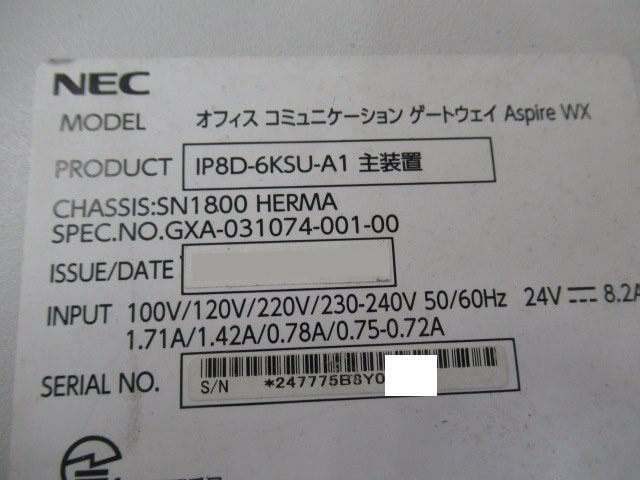 NEC
MODEL オフィス コミュニケーション ゲートウェイ Aspire WX
PRODUCT IP8D-6KSU-A1 主装置
CHASSIS:SN1800 HERMA
SPEC.NO.GXA-031074-001-00
ISSUE/DATE
INPUT 100V/120V/220V/230-240V 50/60Hz 24V⎓8.2A
1.71A/1.42A/0.78A/0.75-0.72A
SERIAL NO. S/N *247775B8Y0